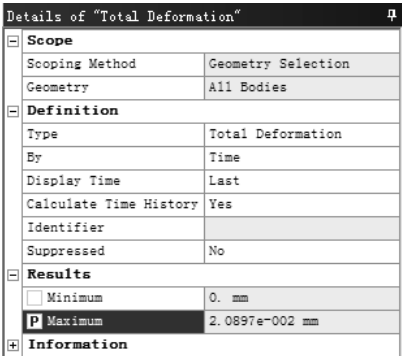 Details of "Total Deformation"
Scope
Scoping Method Geometry Selection
Geometry All Bodies
Definition
Type Total Deformation
By Time
Display Time Last
Calculate Time History Yes
Identifier
Suppressed No
Results
Minimum 0. mm
P Maximum 2.0897e-002 mm
Information